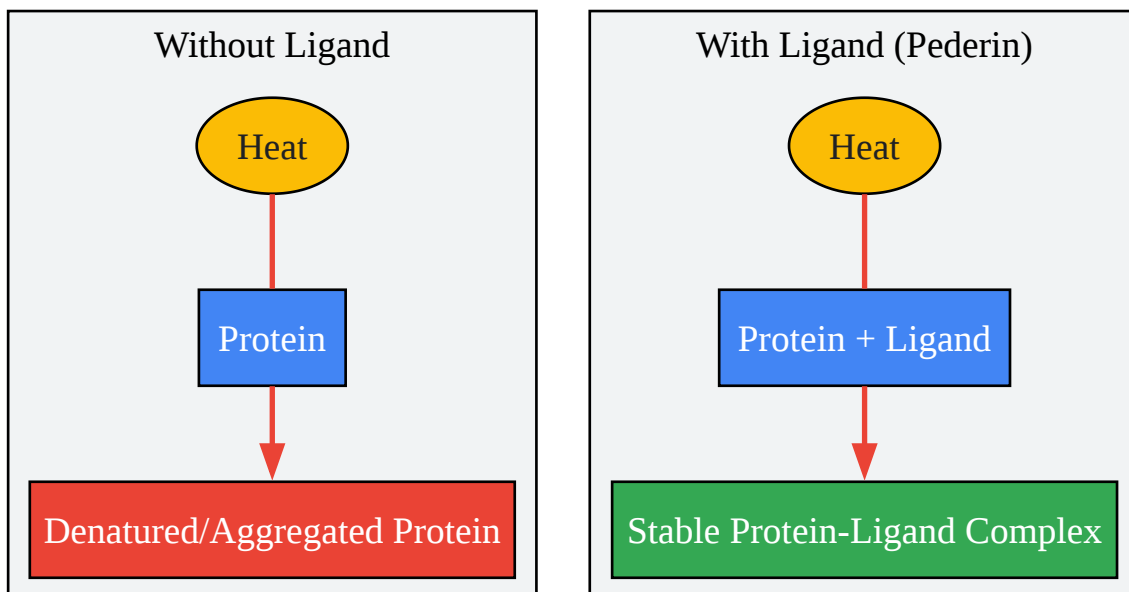 Without Ligand
Heat
Protein
Denatured/Aggregated Protein
With Ligand (Pederin)
Heat
Protein + Ligand
Stable Protein-Ligand Complex